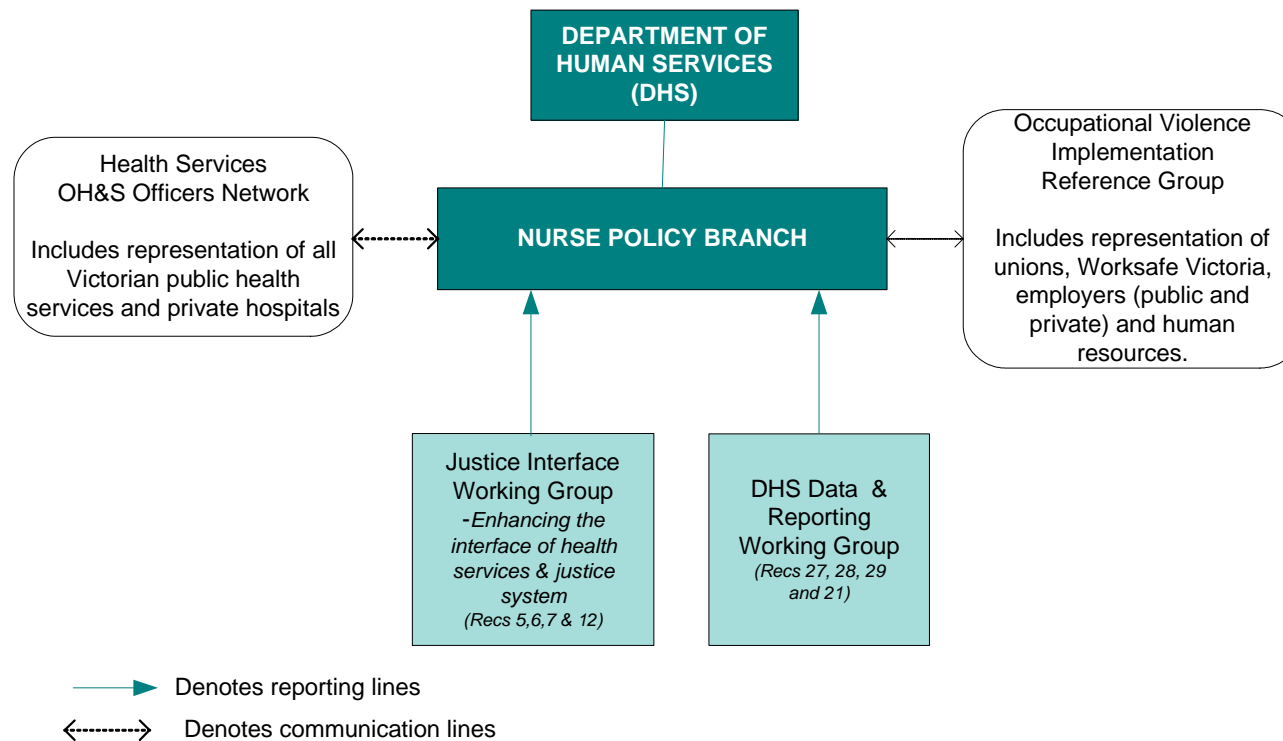 DEPARTMENT OF
HUMAN SERVICES
(DHS)
Health Services
OH&S Officers Network
Includes representation of all
Victorian public health
services and private hospitals
NURSE POLICY BRANCH
Occupational Violence
Implementation
Reference Group
Includes representation of
unions, Worksafe Victoria,
employers (public and
private) and human
resources.
Justice Interface
Working Group
-Enhancing the
interface of health
services & justice
system
(Recs 5,6,7 & 12)
DHS Data & 
Reporting
Working Group
(Recs 27, 28, 29
and 21)
Denotes reporting lines
Denotes communication lines